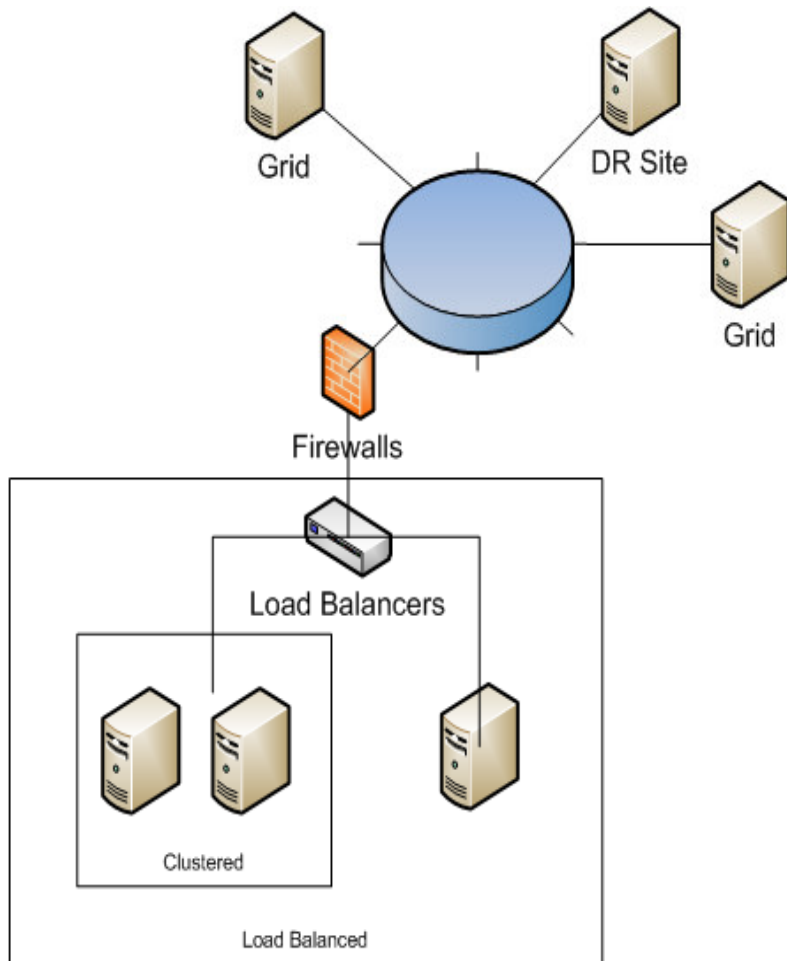 Grid
DR Site
Grid
Firewalls
Load Balancers
Clustered
Load Balanced